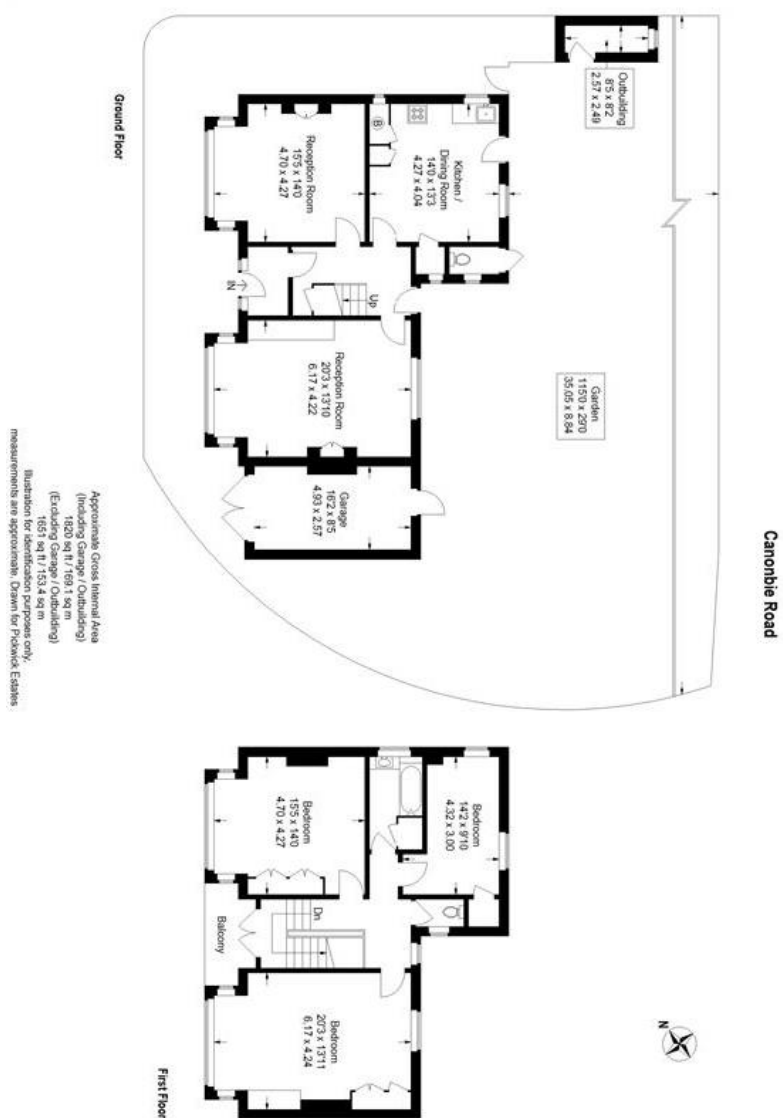 Canonbie Road
N
Outbuilding
8'5 x 8'2
2.57 x 2.49
Garden
115'0 x 29'0
35.05 x 8.84
Kitchen /
Dining Room
14'0 x 13'3
4.27 x 4.04
B
Reception Room
15'5 x 14'0
4.70 x 4.27
Up
IN
Reception Room
20'3 x 13'10
6.17 x 4.22
Garage
16'2 x 8'5
4.93 x 2.57
Ground Floor
Bedroom
14'2 x 9'10
4.32 x 3.00
Bedroom
15'5 x 14'0
4.70 x 4.27
Dn
Balcony
Bedroom
20'3 x 13'11
6.17 x 4.24
First Floor
Approximate Gross Internal Area
(Including Garage / Outbuilding)
1820 sq ft / 169.1 sq m
(Excluding Garage / Outbuilding)
1651 sq ft / 153.4 sq m
Illustration for identification purposes only,
measurements are approximate. Drawn for Pickwick Estates